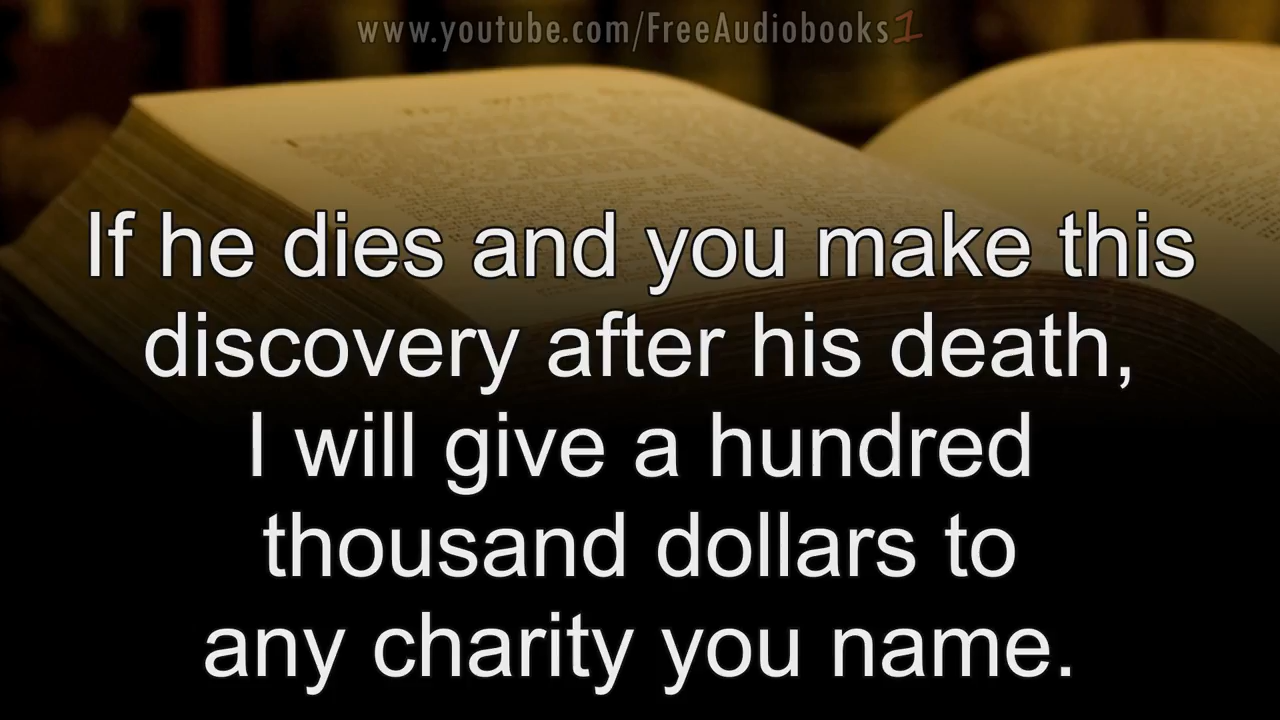 www.youtube.com/FreeAudiobooks1
If he dies and you make this
discovery after his death,
I will give a hundred
thousand dollars to
any charity you name.